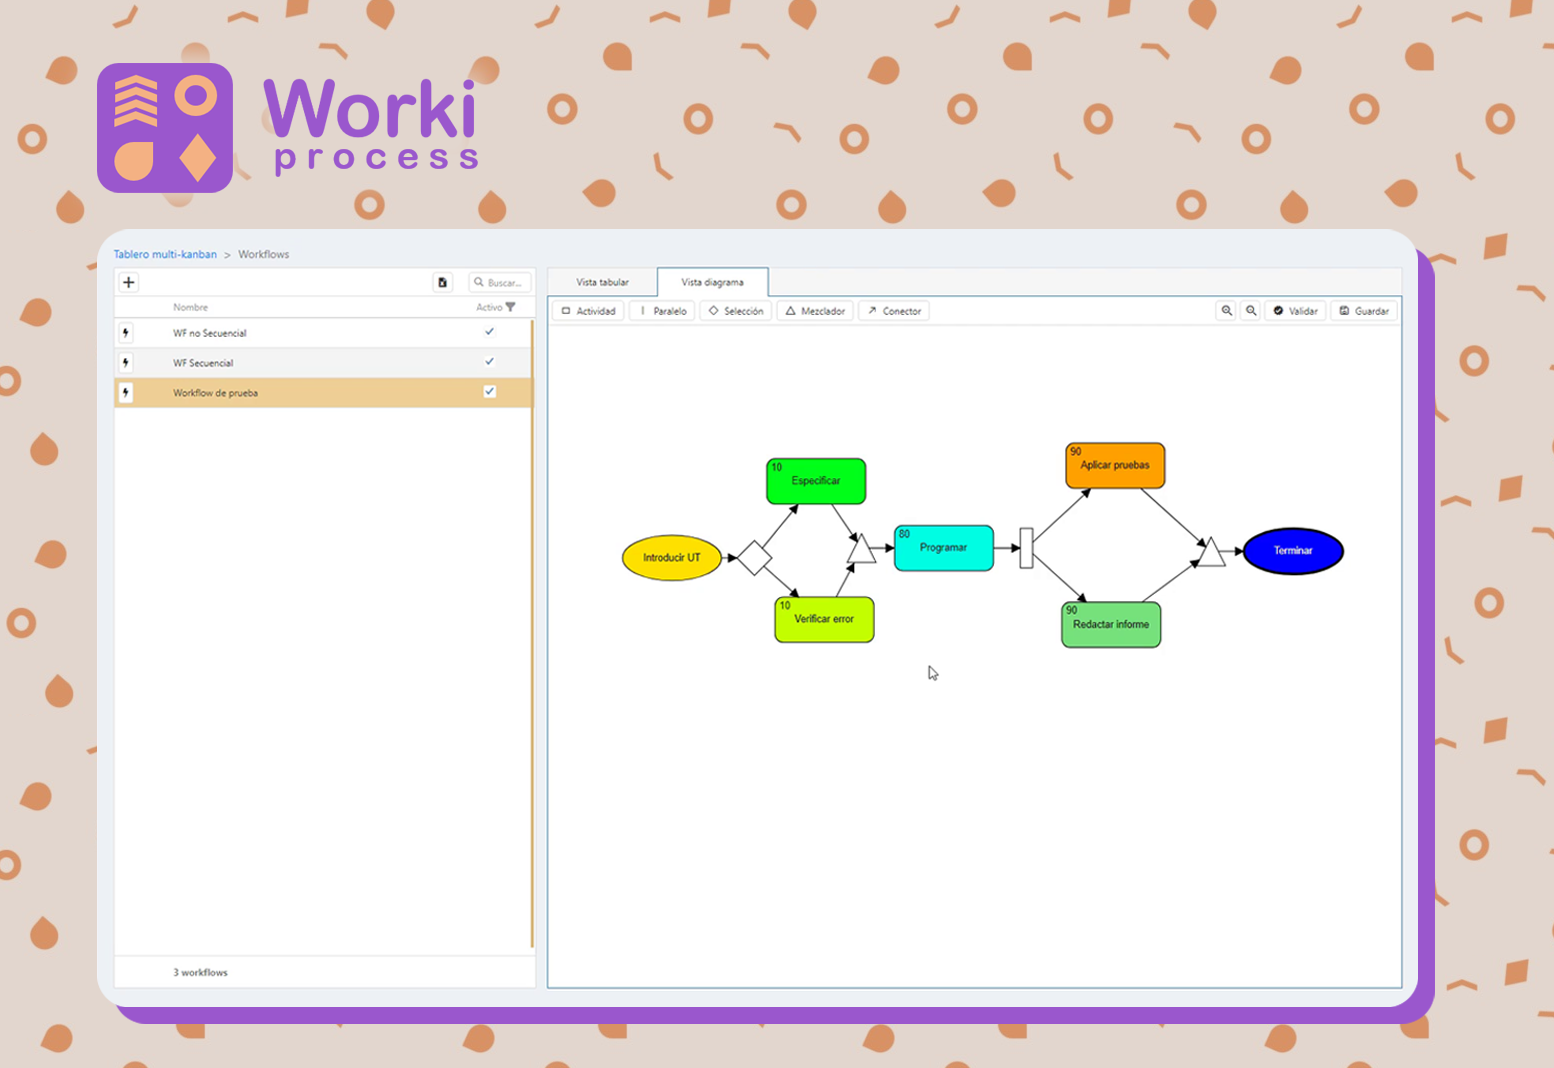 Worki
process
Tablero multi-kanban > Workflows
Buscar...
Nombre Activo
WF no Secuencial
WF Secuencial
Workflow de prueba
3 workflows
Vista tabular Vista diagrama
Actividad Paralelo Selección Mezclador Conector Validar Guardar
90
Aplicar pruebas
10
Especificar
80
Programar
Introducir UT
Terminar
10
Verificar error
90
Redactar informe